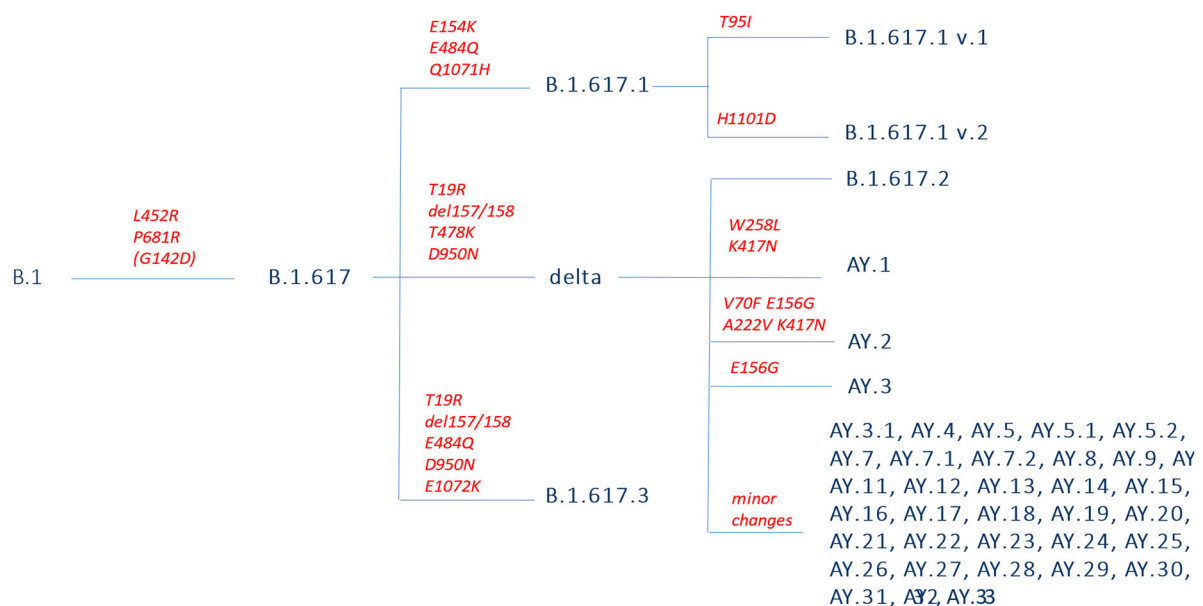 E154K
E484Q
Q1071H
B.1.617.1
T95I
B.1.617.1 v.1
H1101D
B.1.617.1 v.2
B.1
L452R
P681R
(G142D)
B.1.617
T19R
del157/158
T478K
D950N
delta
B.1.617.2
W258L
K417N
AY.1
V70F E156G
A222V K417N
AY.2
E156G
AY.3
T19R
del157/158
E484Q
D950N
E1072K
B.1.617.3
minor
changes
AY.3.1, AY.4, AY.5, AY.5.1, AY.5.2,
AY.7, AY.7.1, AY.7.2, AY.8, AY.9, AY
AY.11, AY.12, AY.13, AY.14, AY.15,
AY.16, AY.17, AY.18, AY.19, AY.20,
AY.21, AY.22, AY.23, AY.24, AY.25,
AY.26, AY.27, AY.28, AY.29, AY.30,
AY.31, AY.33